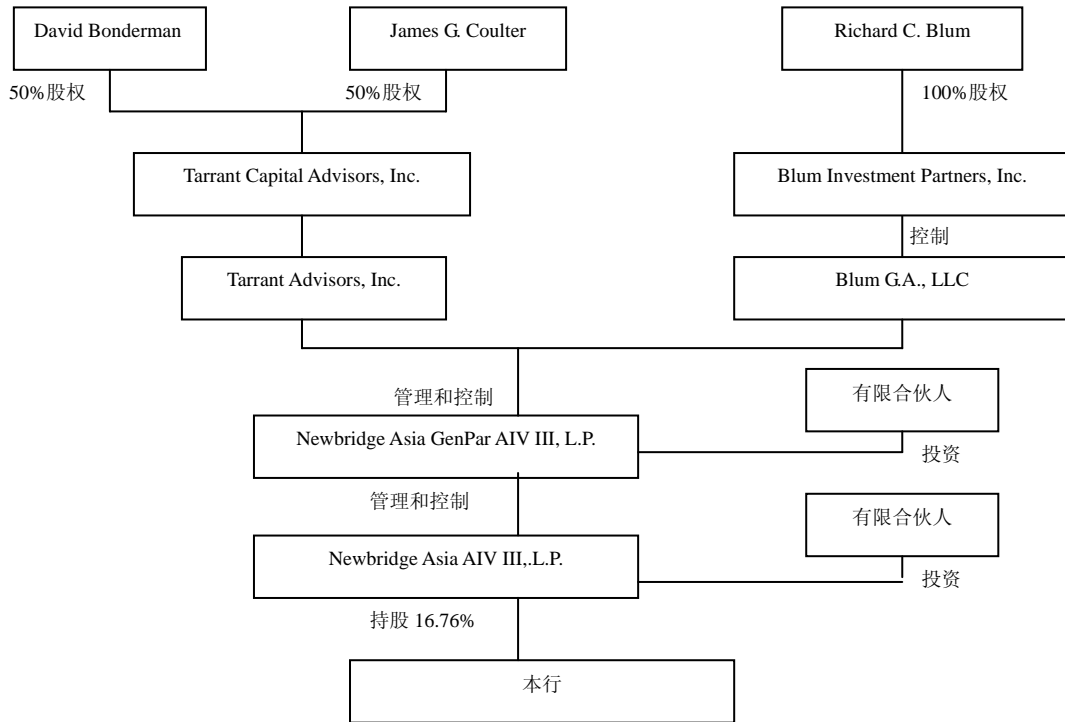 David Bonderman
James G. Coulter
Richard C. Blum
50%股权
50%股权
100%股权
Tarrant Capital Advisors, Inc.
Blum Investment Partners, Inc.
控制
Tarrant Advisors, Inc.
Blum G.A., LLC
管理和控制
有限合伙人
Newbridge Asia GenPar AIV III, L.P.
投资
管理和控制
有限合伙人
Newbridge Asia AIV III,.L.P.
投资
持股 16.76%
本行